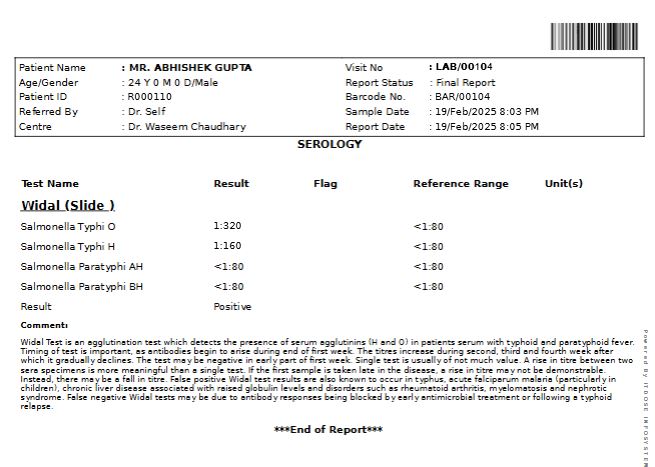 Patient Name : MR. ABHISHEK GUPTA Visit No : LAB/00104
Age/Gender : 24 Y 0 M 0 D/Male Report Status : Final Report
Patient ID : R000110 Barcode No. : BAR/00104
Referred By : Dr. Self Sample Date : 19/Feb/2025 8:03 PM
Centre : Dr. Waseem Chaudhary Report Date : 19/Feb/2025 8:05 PM
SEROLOGY
Test Name Result Flag Reference Range Unit(s)
Widal (Slide )
Salmonella Typhi O 1:320 <1:80
Salmonella Typhi H 1:160 <1:80
Salmonella Paratyphi AH <1:80 <1:80
Salmonella Paratyphi BH <1:80 <1:80
Result Positive
Comment:
Widal Test is an agglutination test which detects the presence of serum agglutinins (H and O) in patients serum with typhoid and paratyphoid fever.
Timing of test is important, as antibodies begin to arise during end of first week. The titres increase during second, third and fourth week after
which it gradually declines. The test may be negative in early part of first week. Single test is usually of not much value. A rise in titre between two
sera specimens is more meaningful than a single test. If the first sample is taken late in the disease, a rise in titre may not be demonstrable.
Instead, there may be a fall in titre. False positive Widal test results are also known to occur in typhus, acute falciparum malaria (particularly in
children), chronic liver disease associated with raised globulin levels and disorders such as rheumatoid arthritis, myelomatosis and nephrotic
syndrome. False negative Widal tests may be due to antibody responses being blocked by early antimicrobial treatment or following a typhoid
relapse.
***End of Report***
Powered By ITDOSE INFOSYSTEM